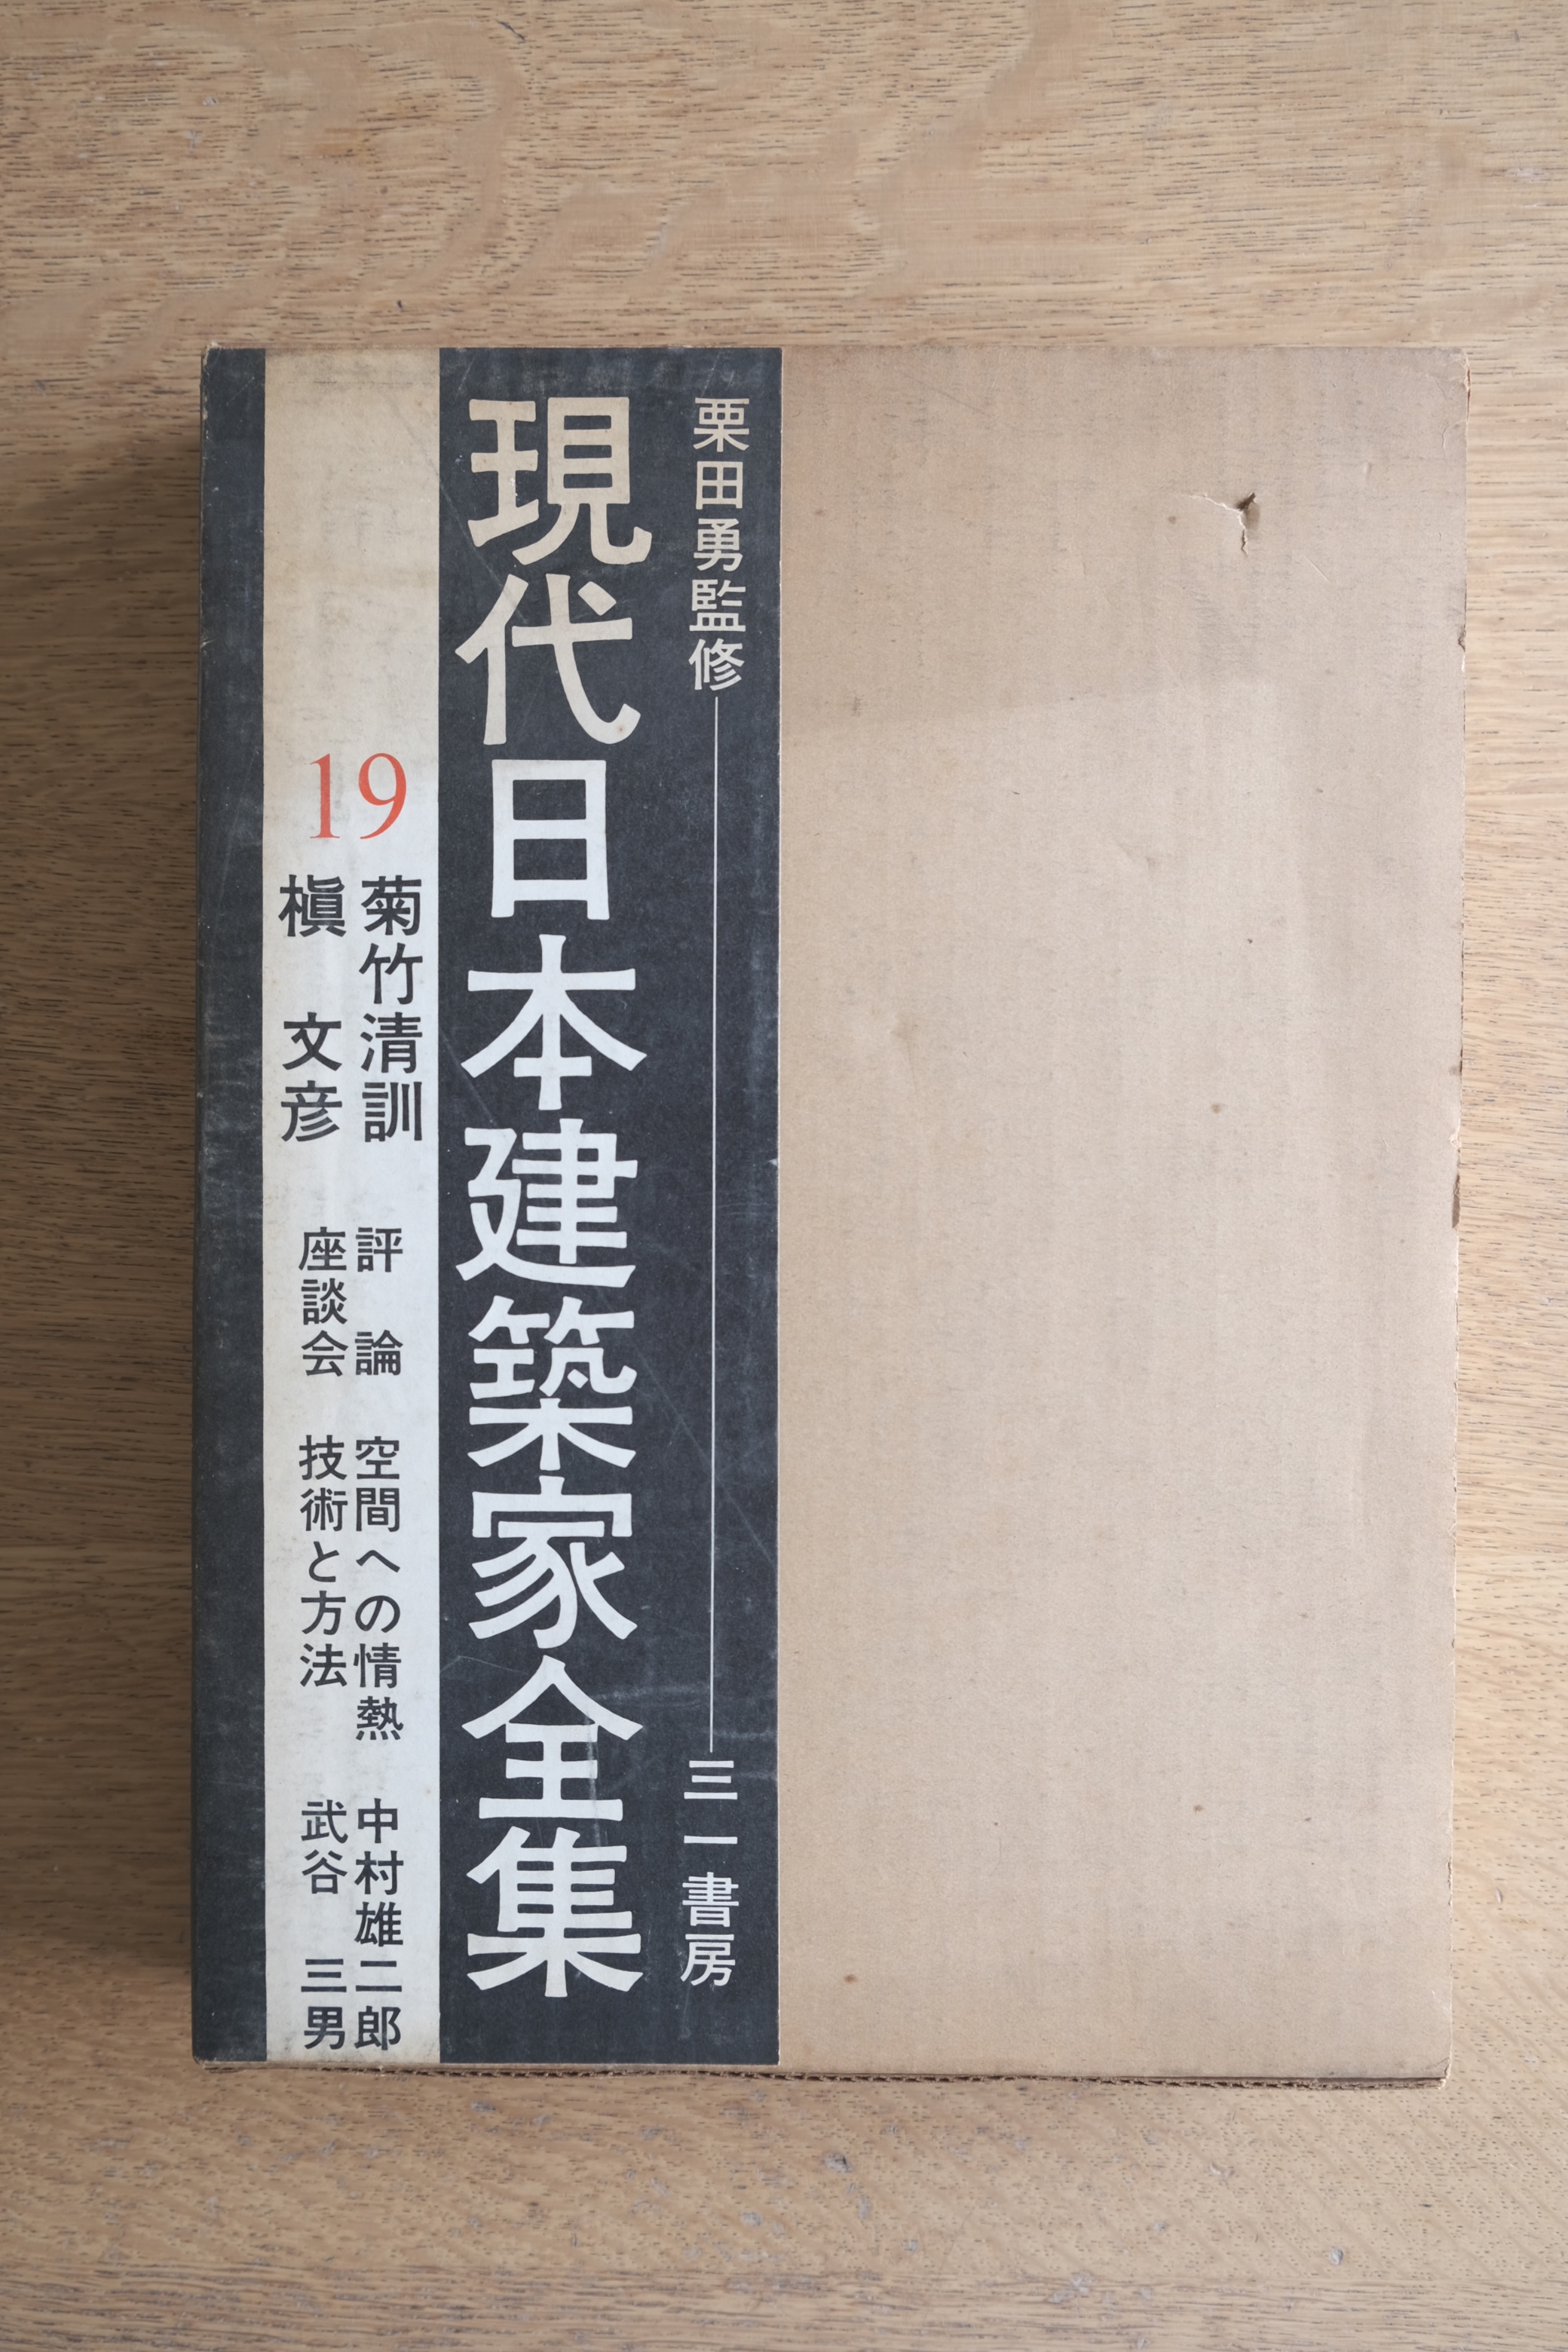 栗田勇監修 三一書房
現代日本建築家全集
19
菊竹清訓
槇 文彦
評 論 空間への情熱 中村雄二郎
座談会 技術と方法 武谷 三男